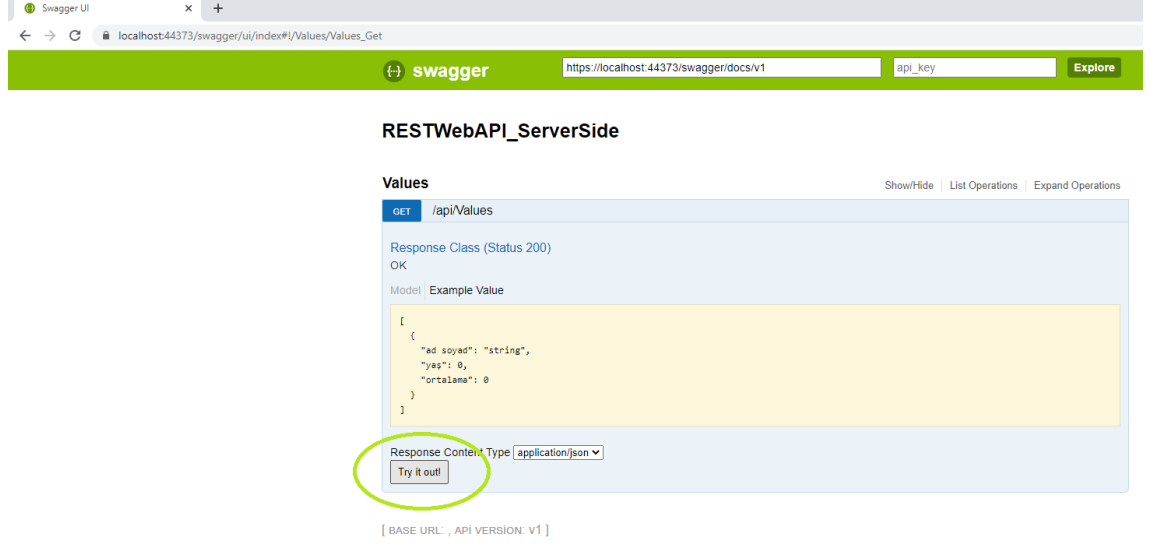 Swagger UI
localhost:44373/swagger/ui/index#!/Values/Values_Get
{-} swagger https://localhost:44373/swagger/docs/v1 api_key Explore
RESTWebAPI_ServerSide
Values Show/Hide List Operations Expand Operations
GET /api/Values
Response Class (Status 200)
OK
Model Example Value
[
{
"ad soyad": "string",
"yaş": 0,
"ortalama": 0
}
]
Response Content Type application/json
Try it out!
[ BASE URL: , APİ VERSİON: V1 ]